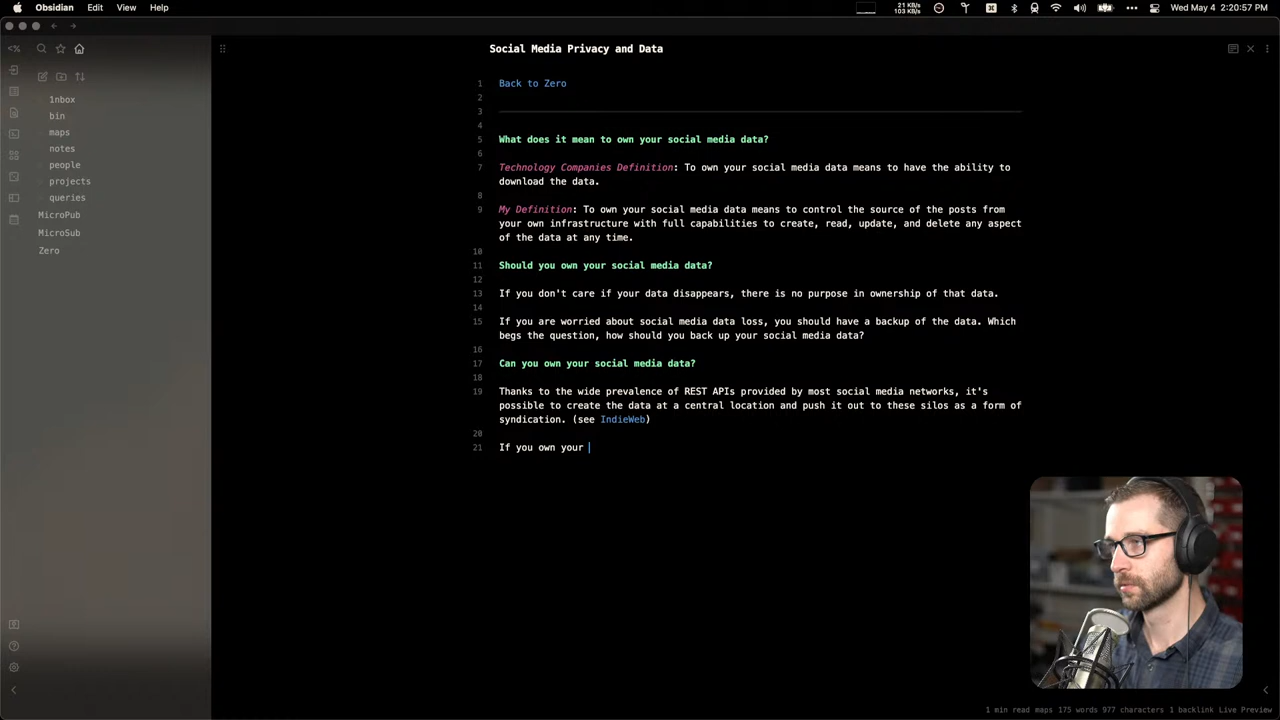 Obsidian Edit View Help
21 KB/s
103 KB/s
Wed May 4 2:20:57 PM
Social Media Privacy and Data
1nbox
bin
maps
notes
people
projects
queries
MicroPub
MicroSub
Zero
1 Back to Zero
2
3
4
5 What does it mean to own your social media data?
6
7 Technology Companies Definition: To own your social media data means to have the ability to
download the data.
8
9 My Definition: To own your social media data means to control the source of the posts from
your own infrastructure with full capabilities to create, read, update, and delete any aspect
of the data at any time.
10
11 Should you own your social media data?
12
13 If you don't care if your data disappears, there is no purpose in ownership of that data.
14
15 If you are worried about social media data loss, you should have a backup of the data. Which
begs the question, how should you back up your social media data?
16
17 Can you own your social media data?
18
19 Thanks to the wide prevalence of REST APIs provided by most social media networks, it's
possible to create the data at a central location and push it out to these silos as a form of
syndication. (see IndieWeb)
20
21 If you own your
1 min read maps 175 words 977 characters 1 backlink Live Preview